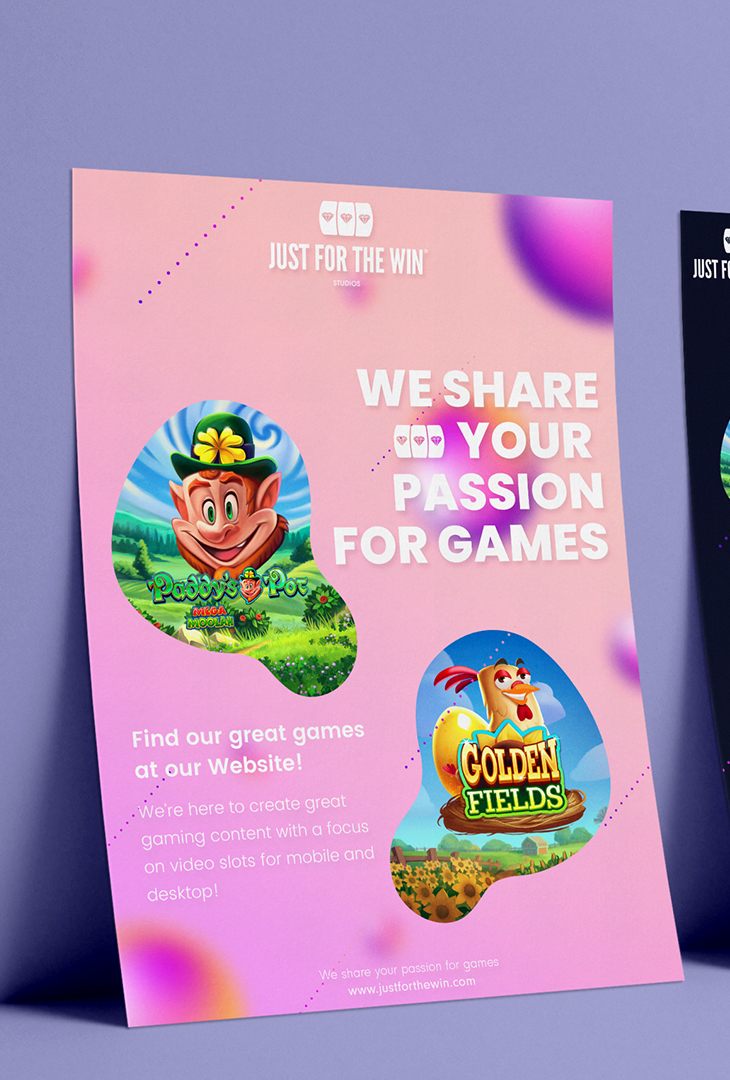 JUST FOR THE WIN®
STUDIOS
JUST FO
WE SHARE
YOUR
PASSION
FOR GAMES
Paddy's Pot
MEGA
MOOLAH
GOLDEN
FIELDS
Find our great games
at our Website!
We're here to create great
gaming content with a focus
on video slots for mobile and
desktop!
We share your passion for games
www.justforthewin.com